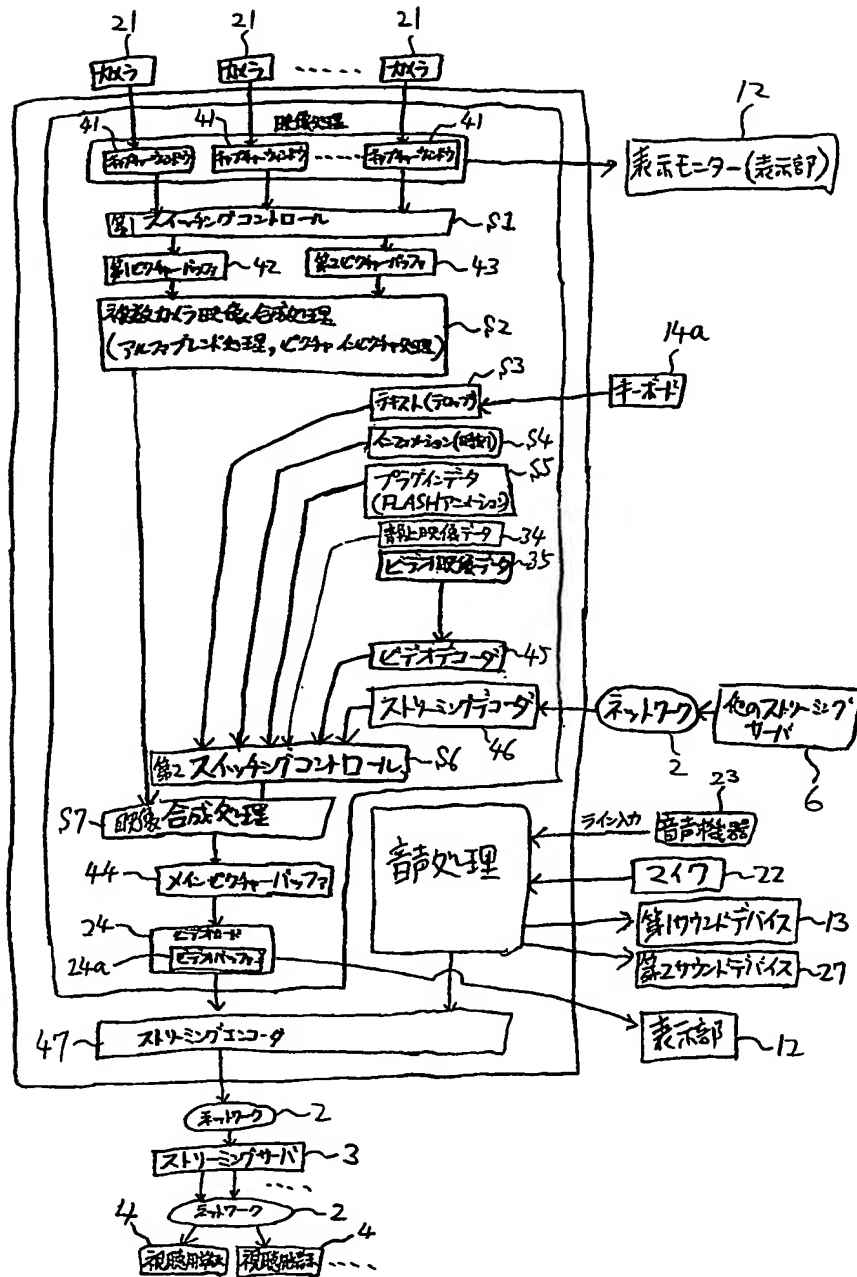 21 21 21
カメラ カメラ ..... カメラ
映像処理
12
41 41 41
キャプチャーウィンドウ キャプチャーウィンドウ ..... キャプチャーウィンドウ
表示モニター(表示部)
第1スイッチングコントロール S1
第1ピクチャーバッファ 42 第2ピクチャーバッファ 43
複数カメラ映像合成処理 S2
(アルファブレンド処理,ピクチャインピクチャ処理)
14a
S3
テキスト(テロップ) キーボード
インフォメーション(時刻) S4
プラグインデータ S5
(FLASHアニメーション)
静止映像データ 34
ビデオ映像データ 35
ビデオデコーダ 45
ストリーミングデコーダ ネットワーク 他のストリーミング
サーバ
46 2 6
第2スイッチングコントロール S6
23
S7 映像合成処理 ライン入力 音声機器
音声処理
44 メインピクチャーバッファ マイク 22
24 ビデオカード 第1サウンドデバイス 13
24a ビデオバッファ 第2サウンドデバイス 27
47 ストリーミングエンコーダ 表示部 12
ネットワーク 2
ストリーミングサーバ 3
.....
ネットワーク 2
4 4
視聴用端末 視聴用端末 .....